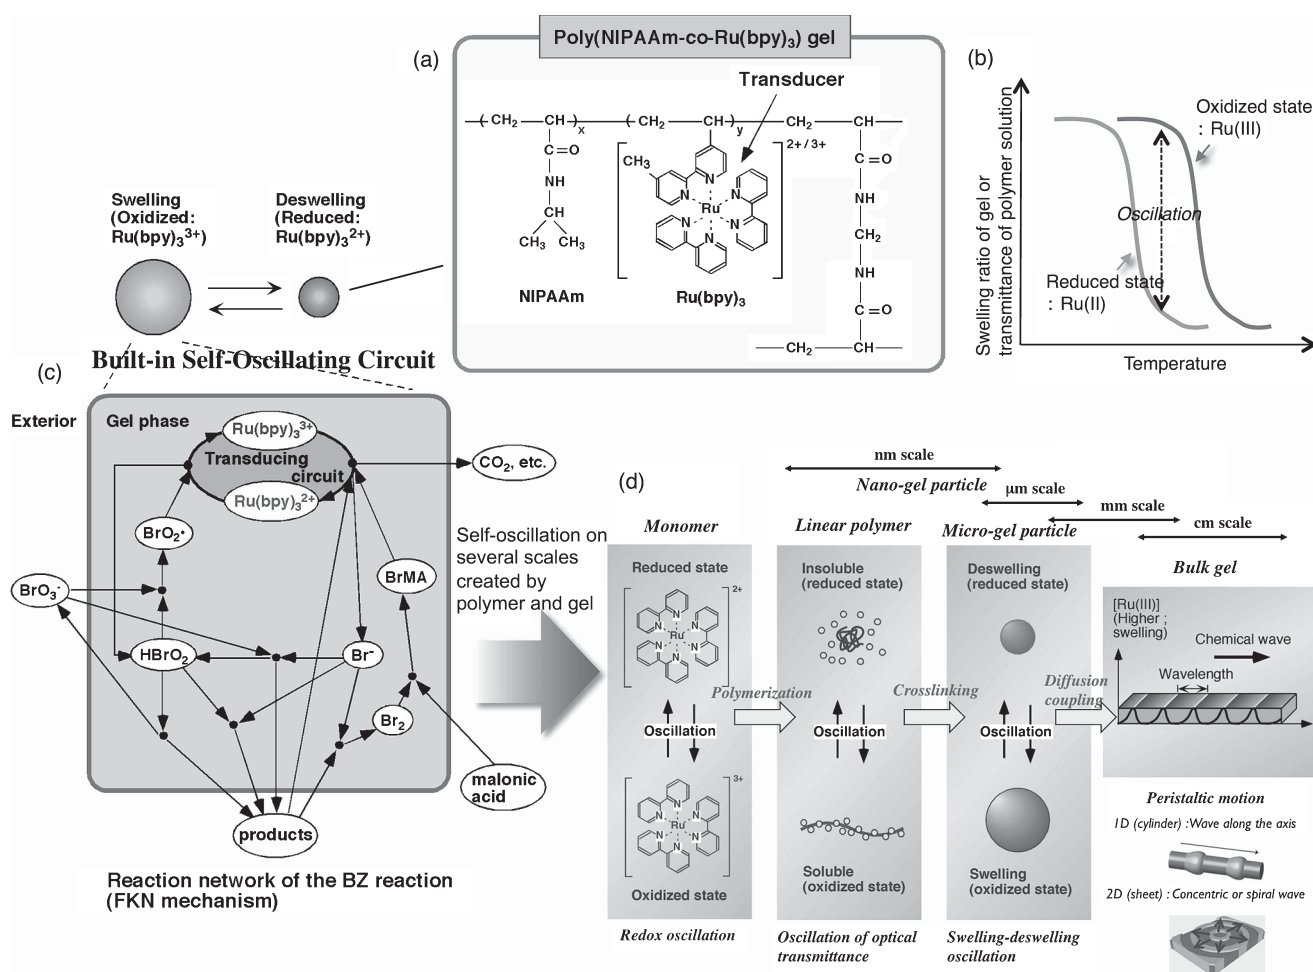 Poly(NIPAAm-co-Ru(bpy)3) gel
(a)
Transducer
CH2
CH
x
CH2
CH
y
CH2
CH
C=O
NH
CH
CH3
CH3
NIPAAm
CH3
N
N
N
N
N
N
Ru
2+ / 3+
Ru(bpy)3
C=O
NH
CH2
NH
C=O
CH2
CH
(b)
Swelling ratio of gel or
transmittance of polymer solution
Oxidized state
: Ru(III)
Oscillation
Reduced state
: Ru(II)
Temperature
Swelling
(Oxidized:
Ru(bpy)3 3+)
Deswelling
(Reduced:
Ru(bpy)3 2+)
Built-in Self-Oscillating Circuit
(c)
Exterior
Gel phase
Ru(bpy)3 3+
Transducing
circuit
Ru(bpy)3 2+
CO2, etc.
BrO2•
BrO3-
BrMA
HBrO2
Br-
Br2
malonic
acid
products
Reaction network of the BZ reaction
(FKN mechanism)
Self-oscillation on
several scales
created by
polymer and gel
(d)
nm scale
Nano-gel particle
μm scale
mm scale
cm scale
Monomer
Linear polymer
Micro-gel particle
Bulk gel
Reduced state
2+
N
N
N
N
N
N
Ru
Oscillation
3+
N
N
N
N
N
N
Ru
Oxidized state
Redox oscillation
Polymerization
Insoluble
(reduced state)
Oscillation
Soluble
(oxidized state)
Oscillation of optical
transmittance
Crosslinking
Deswelling
(reduced state)
Oscillation
Swelling
(oxidized state)
Swelling-deswelling
oscillation
Diffusion
coupling
[Ru(III)]
(Higher ;
swelling)
Chemical wave
Wavelength
Peristaltic motion
1D (cylinder) :Wave along the axis
2D (sheet) : Concentric or spiral wave